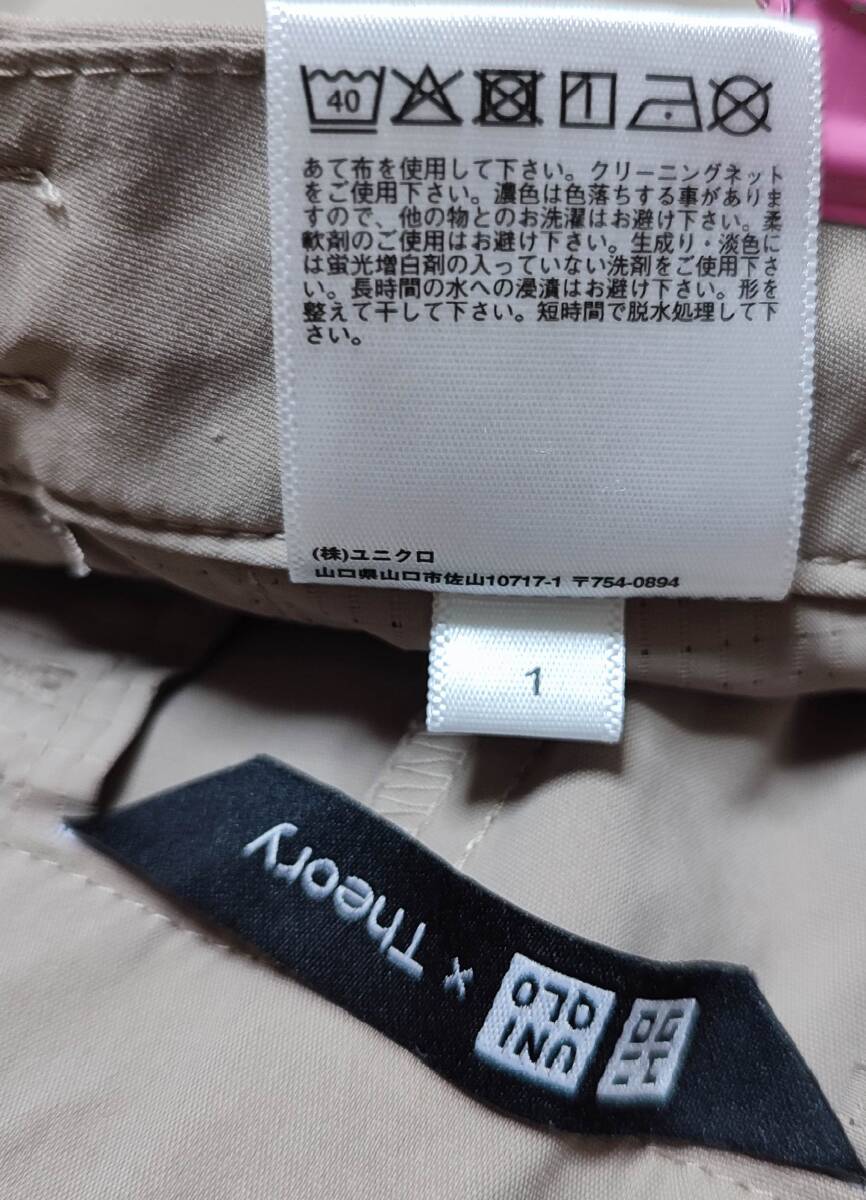 40
あて布を使用して下さい。クリーニングネット
をご使用下さい。濃色は色落ちする事がありま
すので、他の物とのお洗濯はお避け下さい。柔
軟剤のご使用はお避け下さい。生成り・淡色に
は蛍光増白剤の入っていない洗剤をご使用下さ
い。長時間の水への浸漬はお避け下さい。形を
整えて干して下さい。短時間で脱水処理して下
さい。
(株)ユニクロ
山口県山口市佐山10717-1 〒754-0894
1
ユニクロ UNI QLO × Theory